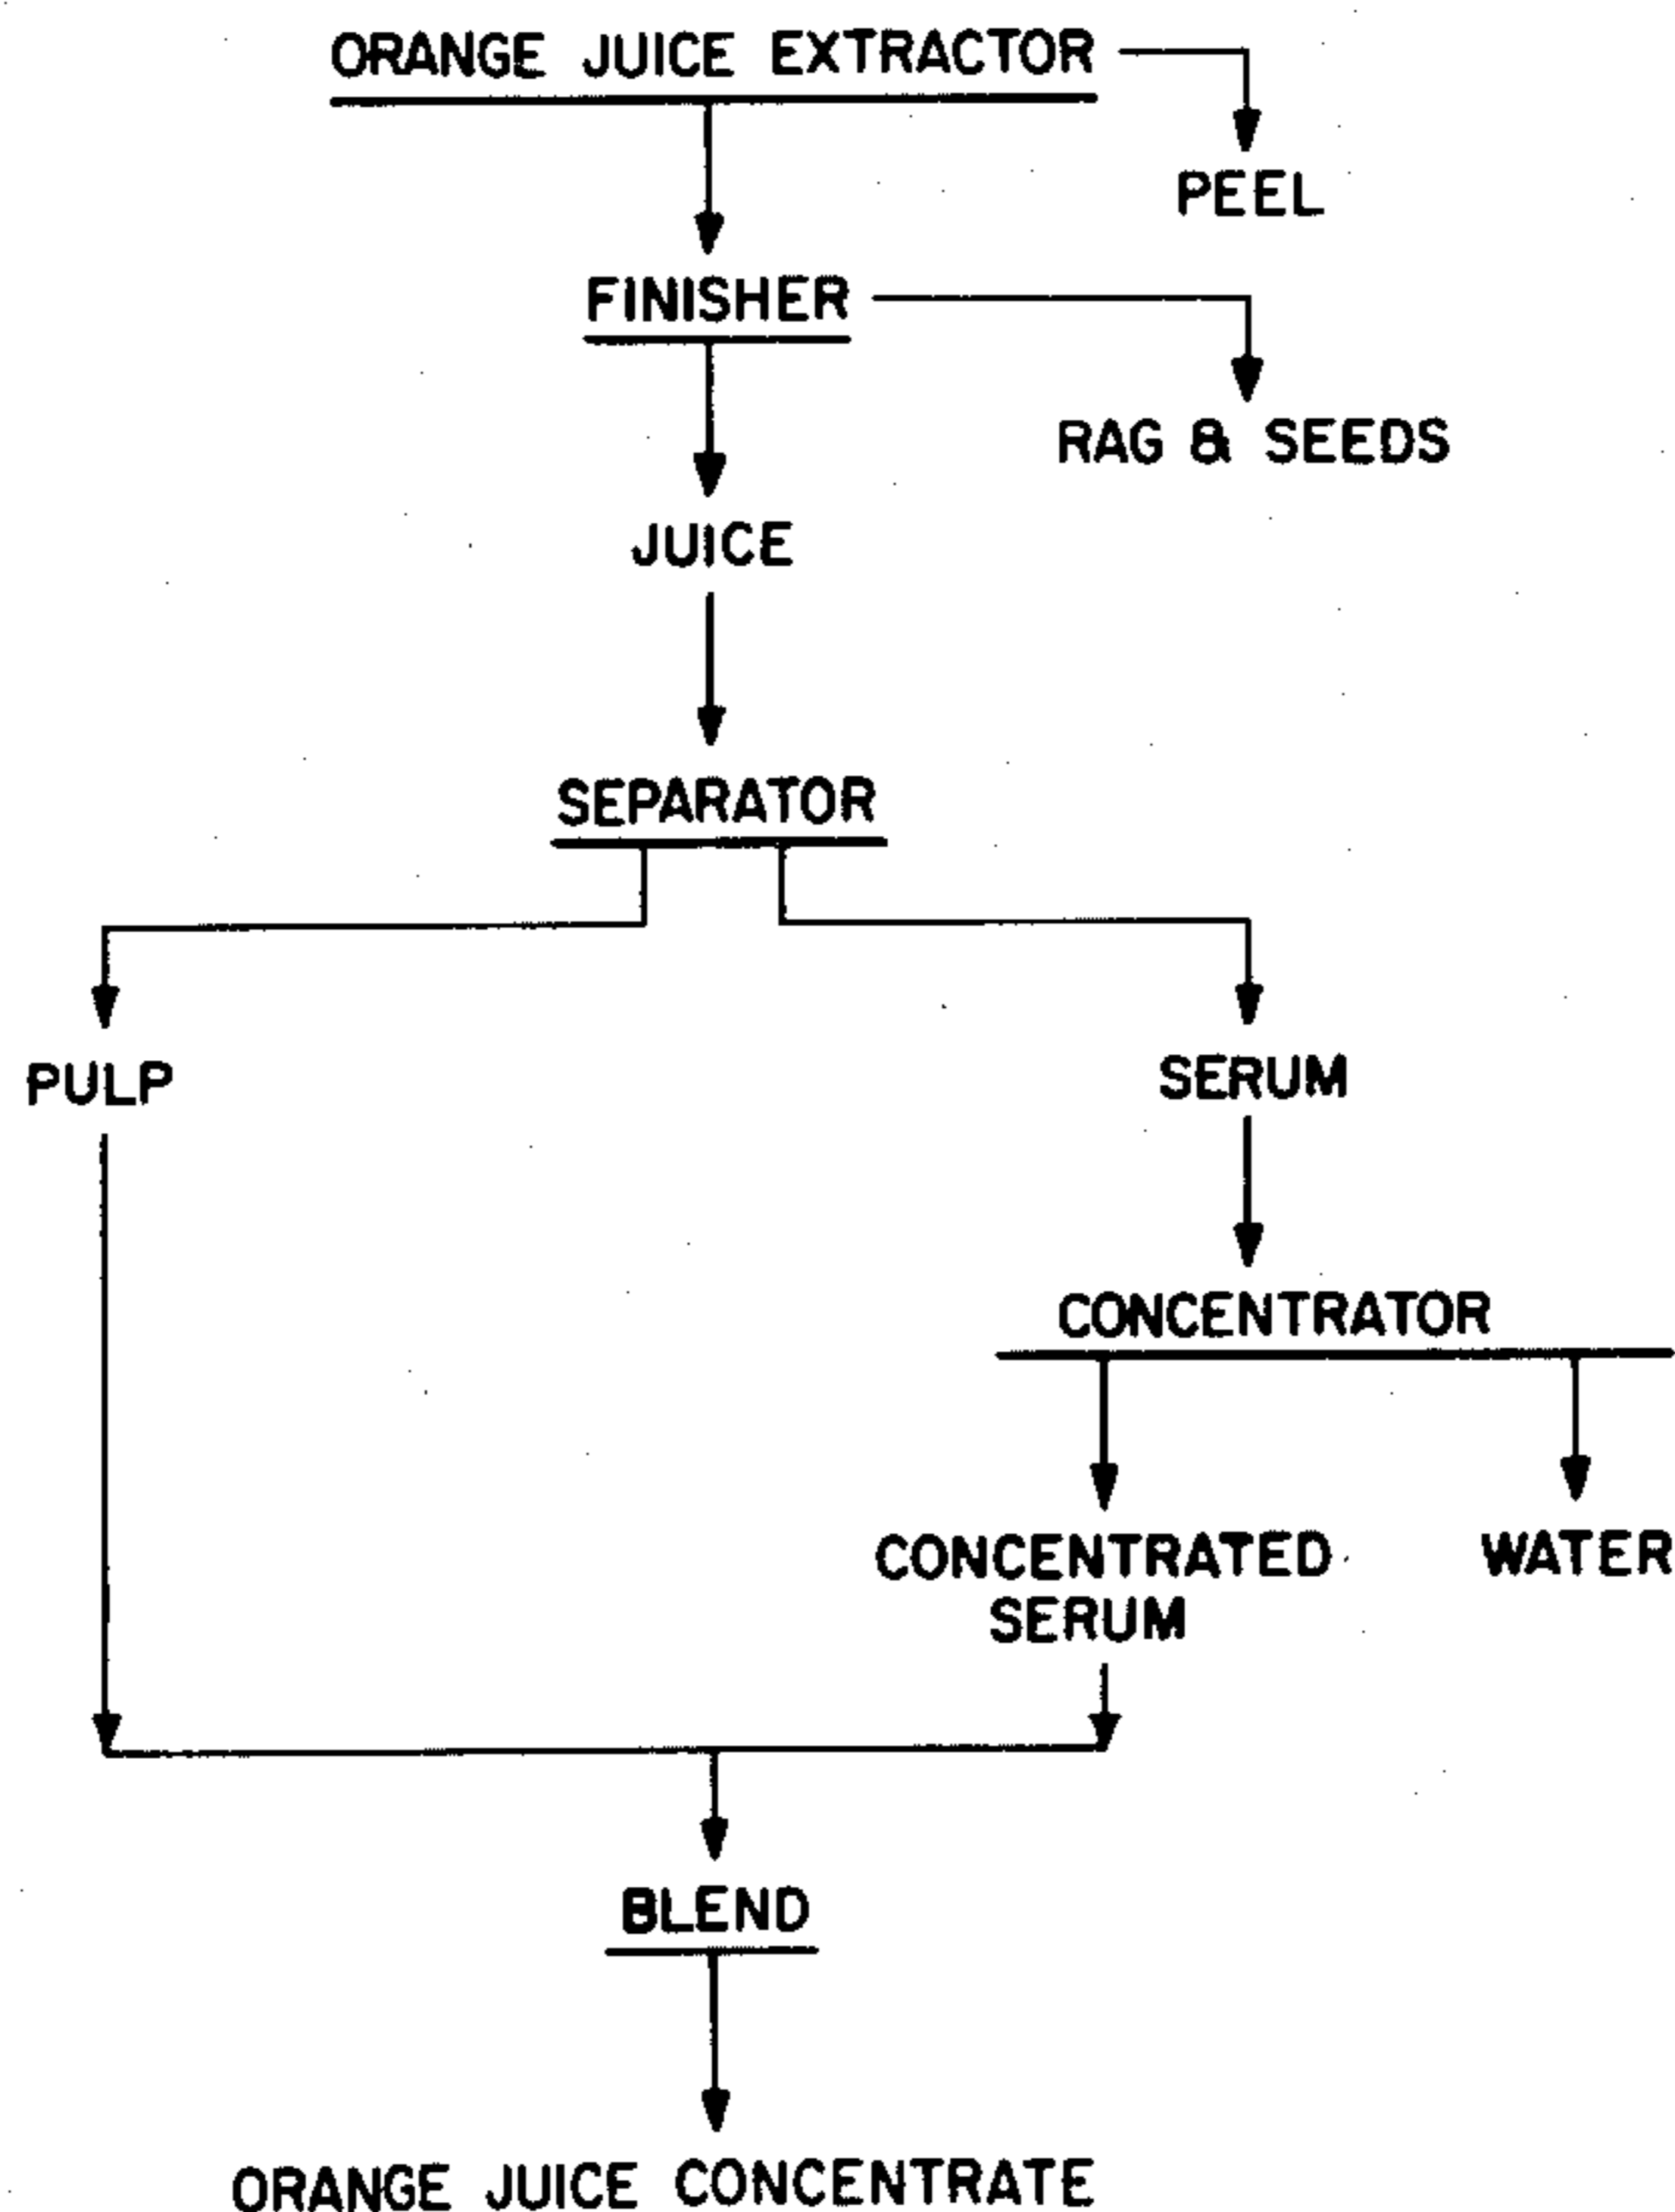 ORANGE JUICE EXTRACTOR
PEEL
FINISHER
RAG & SEEDS
JUICE
SEPARATOR
PULP
SERUM
CONCENTRATOR
CONCENTRATED
SERUM
WATER
BLEND
ORANGE JUICE CONCENTRATE